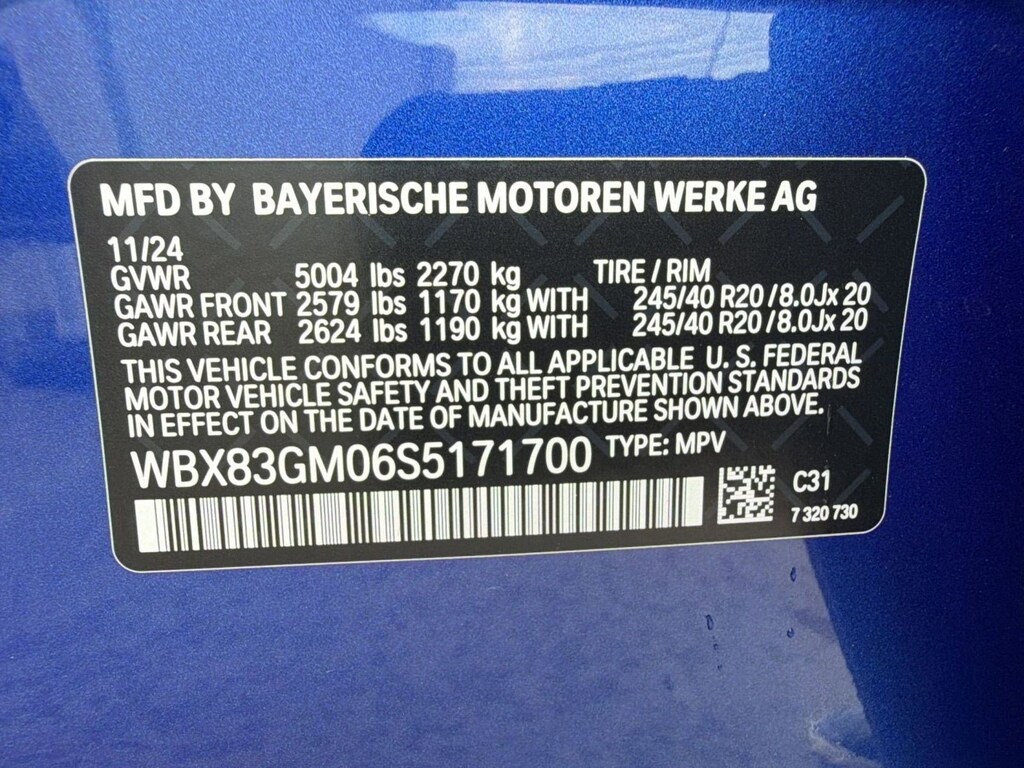 MFD BY BAYERISCHE MOTOREN WERKE AG
11/24
GVWR 5004 lbs 2270 kg TIRE / RIM
GAWR FRONT 2579 lbs 1170 kg WITH 245/40 R20 / 8.0Jx 20
GAWR REAR 2624 lbs 1190 kg WITH 245/40 R20 / 8.0Jx 20
THIS VEHICLE CONFORMS TO ALL APPLICABLE U. S. FEDERAL
MOTOR VEHICLE SAFETY AND THEFT PREVENTION STANDARDS
IN EFFECT ON THE DATE OF MANUFACTURE SHOWN ABOVE.
WBX83GM06S5171700 TYPE: MPV
C31
7 320 730